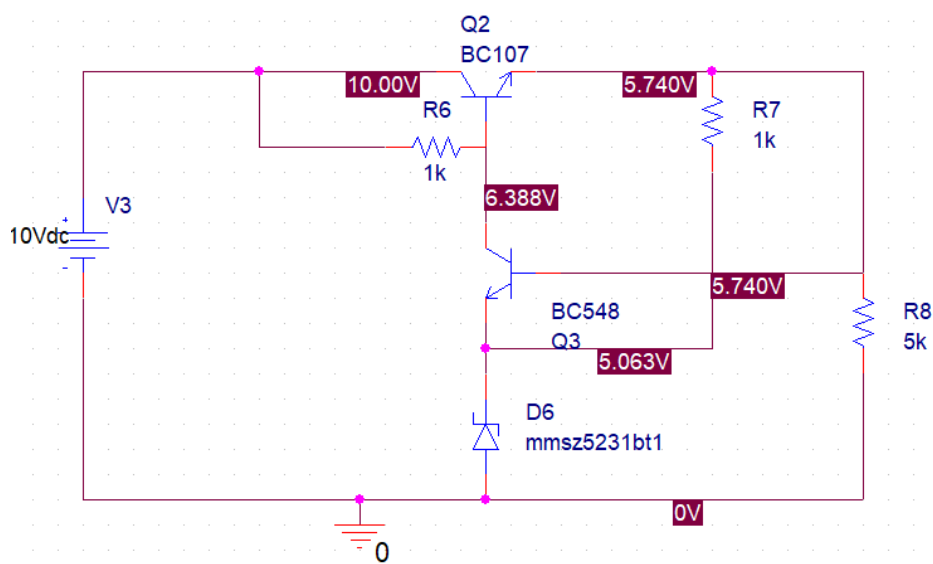 Q2
BC107
10.00V
5.740V
R6
1k
R7
1k
6.388V
V3
10Vdc
+
-
5.740V
BC548
Q3
R8
5k
5.063V
D6
mmsz5231bt1
0V
0